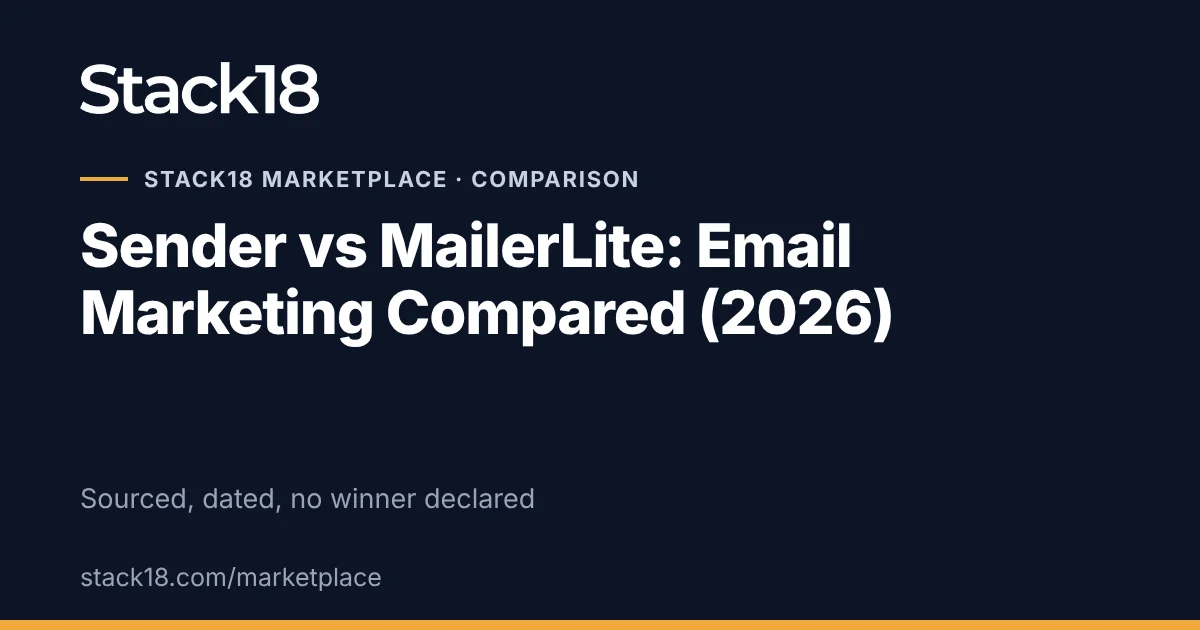 Stack18
STACK18 MARKETPLACE · COMPARISON
Sender vs MailerLite: Email
Marketing Compared (2026)
Sourced, dated, no winner declared
stack18.com/marketplace